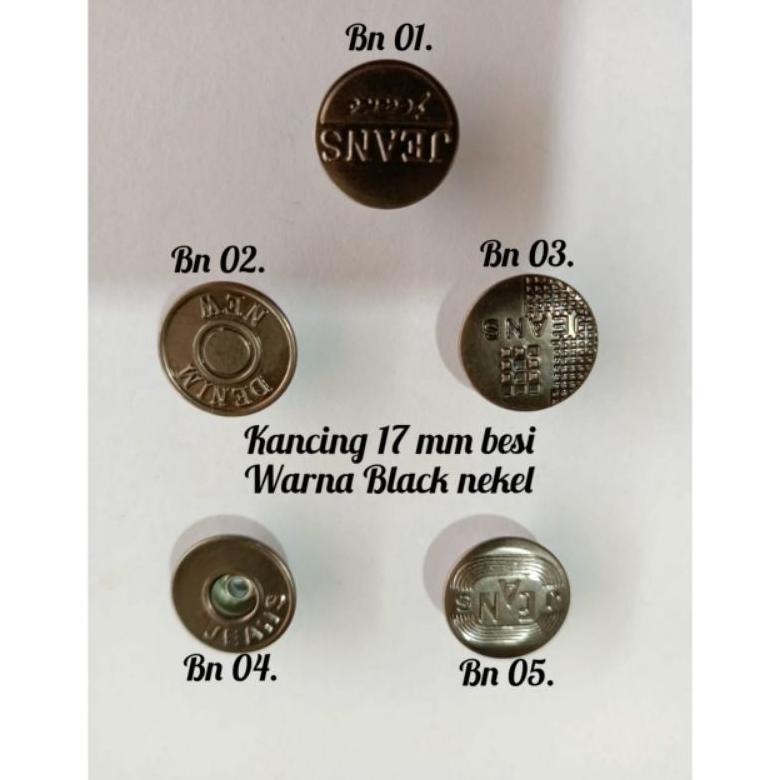 Bn 01.
jeans
JEANS
Bn 02.
NEW
DENIM
Bn 03.
JEANS
Kancing 17 mm besi
Warna Black nekel
JEANS
Bn 04.
JEANS
Bn 05.